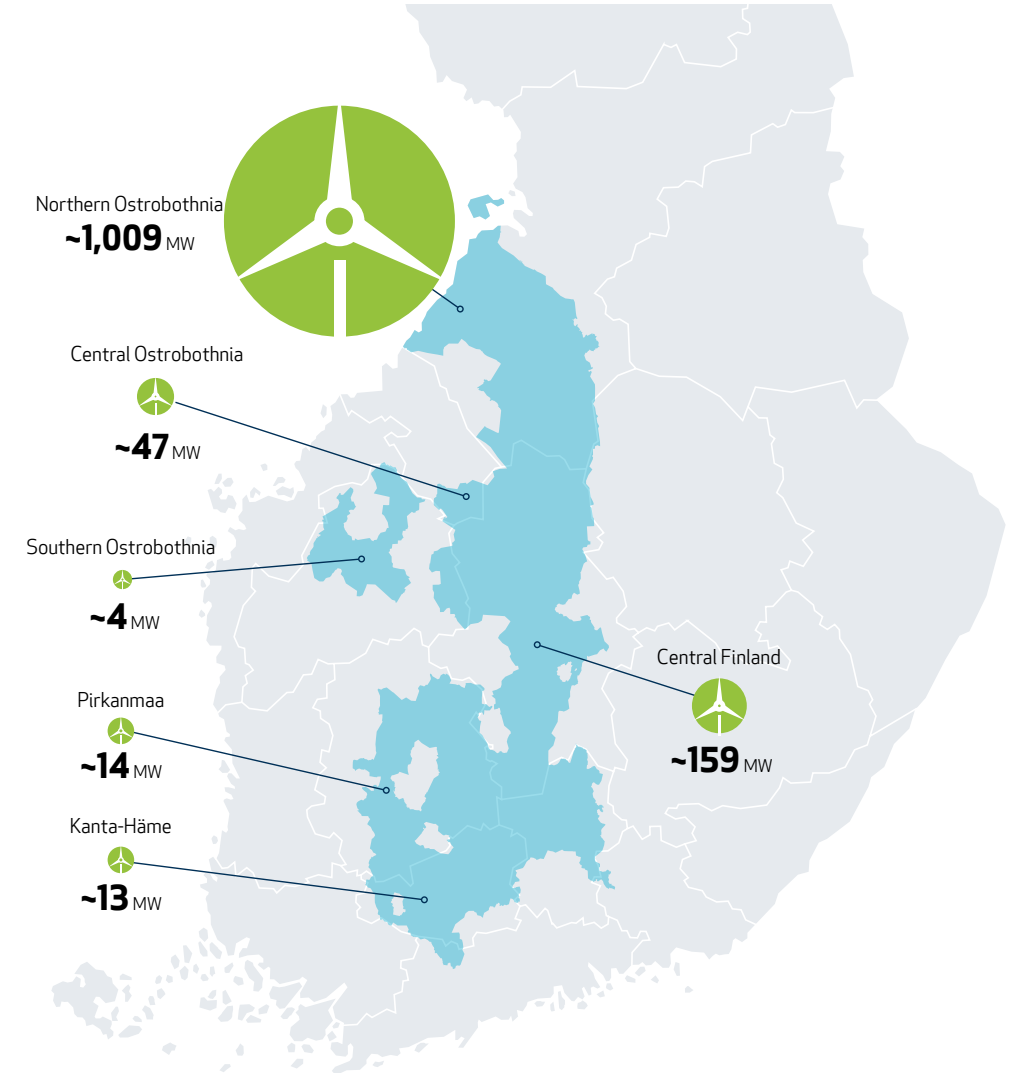 Northern Ostrobothnia
~1,009 MW
Central Ostrobothnia
~47 MW
Southern Ostrobothnia
~4 MW
Central Finland
~159 MW
Pirkanmaa
~14 MW
Kanta-Häme
~13 MW